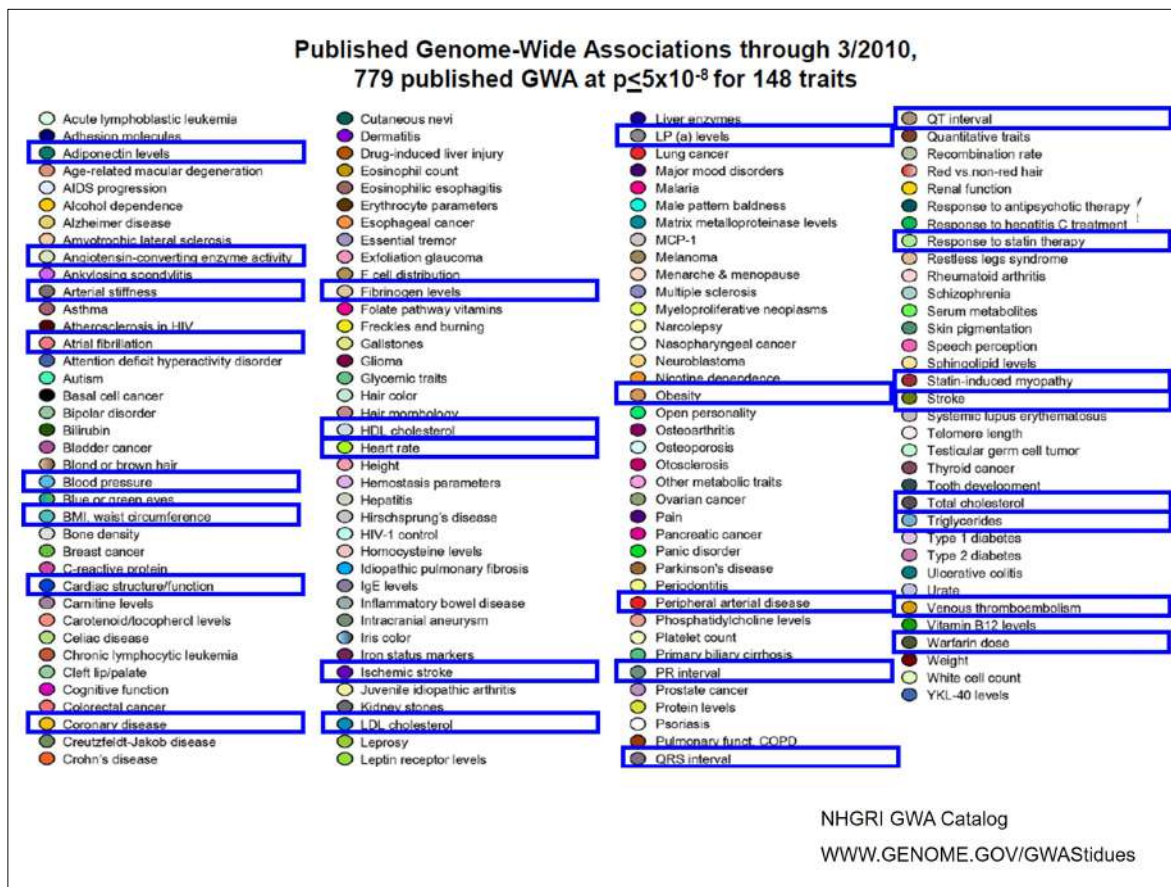 Published Genome-Wide Associations through 3/2010,
779 published GWA at p≤5x10-8 for 148 traits
Acute lymphoblastic leukemia
Adhesion molecules
Adiponectin levels
Age-related macular degeneration
AIDS progression
Alcohol dependence
Alzheimer disease
Amyotrophic lateral sclerosis
Angiotensin-converting enzyme activity
Ankylosing spondylitis
Arterial stiffness
Asthma
Atherosclerosis in HIV
Atrial fibrillation
Attention deficit hyperactivity disorder
Autism
Basal cell cancer
Bipolar disorder
Bilirubin
Bladder cancer
Blond or brown hair
Blood pressure
Blue or green eyes
BMI, waist circumference
Bone density
Breast cancer
C-reactive protein
Cardiac structure/function
Carnitine levels
Carotenoid/tocopherol levels
Celiac disease
Chronic lymphocytic leukemia
Cleft lip/palate
Cognitive function
Colorectal cancer
Coronary disease
Creutzfeldt-Jakob disease
Crohn's disease
Cutaneous nevi
Dermatitis
Drug-induced liver injury
Eosinophil count
Eosinophilic esophagitis
Erythrocyte parameters
Esophageal cancer
Essential tremor
Exfoliation glaucoma
F cell distribution
Fibrinogen levels
Folate pathway vitamins
Freckles and burning
Gallstones
Glioma
Glycemic traits
Hair color
Hair morphology
HDL cholesterol
Heart rate
Height
Hemostasis parameters
Hepatitis
Hirschsprung's disease
HIV-1 control
Homocysteine levels
Idiopathic pulmonary fibrosis
IgE levels
Inflammatory bowel disease
Intracranial aneurysm
Iris color
Iron status markers
Ischemic stroke
Juvenile idiopathic arthritis
Kidney stones
LDL cholesterol
Leprosy
Leptin receptor levels
Liver enzymes
LP (a) levels
Lung cancer
Major mood disorders
Malaria
Male pattern baldness
Matrix metalloproteinase levels
MCP-1
Melanoma
Menarche & menopause
Multiple sclerosis
Myeloproliferative neoplasms
Narcolepsy
Nasopharyngeal cancer
Neuroblastoma
Nicotine dependence
Obesity
Open personality
Osteoarthritis
Osteoporosis
Otosclerosis
Other metabolic traits
Ovarian cancer
Pain
Pancreatic cancer
Panic disorder
Parkinson's disease
Periodontitis
Peripheral arterial disease
Phosphatidylcholine levels
Platelet count
Primary biliary cirrhosis
PR interval
Prostate cancer
Protein levels
Psoriasis
Pulmonary funct. COPD
QRS interval
QT interval
Quantitative traits
Recombination rate
Red vs.non-red hair
Renal function
Response to antipsychotic therapy
Response to hepatitis C treatment
Response to statin therapy
Restless legs syndrome
Rheumatoid arthritis
Schizophrenia
Serum metabolites
Skin pigmentation
Speech perception
Sphingolipid levels
Statin-induced myopathy
Stroke
Systemic lupus erythematosus
Telomere length
Testicular germ cell tumor
Thyroid cancer
Tooth development
Total cholesterol
Triglycerides
Type 1 diabetes
Type 2 diabetes
Ulcerative colitis
Urate
Venous thromboembolism
Vitamin B12 levels
Warfarin dose
Weight
White cell count
YKL-40 levels
NHGRI GWA Catalog
WWW.GENOME.GOV/GWAStidues